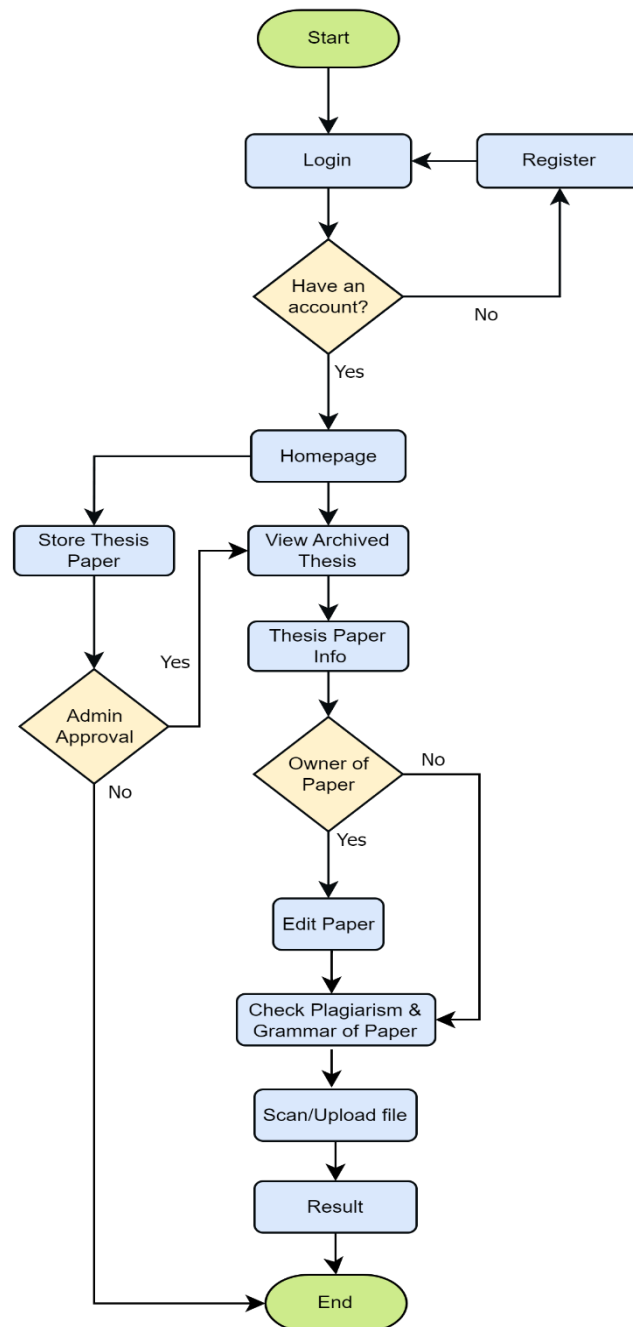 Start
Login
Register
Have an
account?
No
Yes
Homepage
Store Thesis
Paper
View Archived
Thesis
Yes
Thesis Paper
Info
Admin
Approval
No
Owner of
Paper
No
Yes
Edit Paper
Check Plagiarism &
Grammar of Paper
Scan/Upload file
Result
End